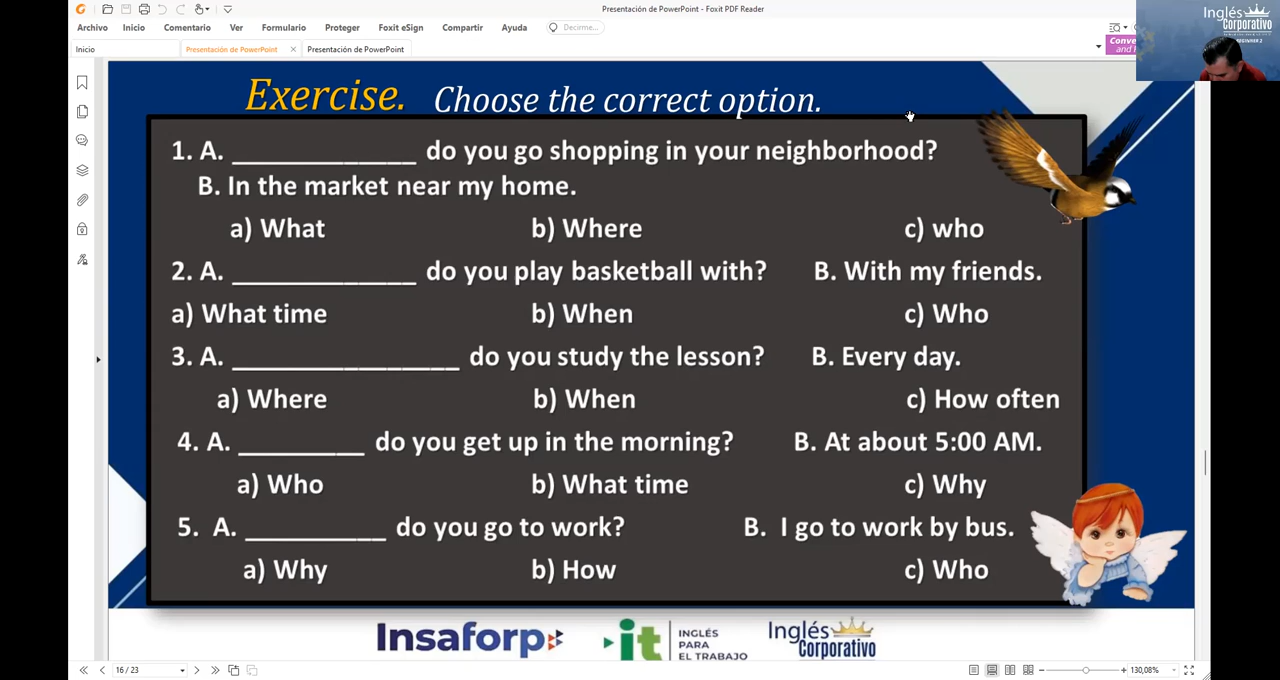 Presentación de PowerPoint - Foxit PDF Reader
Archivo Inicio Comentario Ver Formulario Proteger Foxit eSign Compartir Ayuda Decirme...
Inicio Presentación de PowerPoint Presentación de PowerPoint
Inglés
Corporativo
BEGINNER 2
Exercise. Choose the correct option.
1. A. ____________ do you go shopping in your neighborhood?
B. In the market near my home.
a) What b) Where c) who
2. A. ____________ do you play basketball with? B. With my friends.
a) What time b) When c) Who
3. A. _______________ do you study the lesson? B. Every day.
a) Where b) When c) How often
4. A. ________ do you get up in the morning? B. At about 5:00 AM.
a) Who b) What time c) Why
5. A. _________ do you go to work? B. I go to work by bus.
a) Why b) How c) Who
Insaforp it INGLÉS PARA EL TRABAJO Inglés Corporativo
16 / 23 130,08%